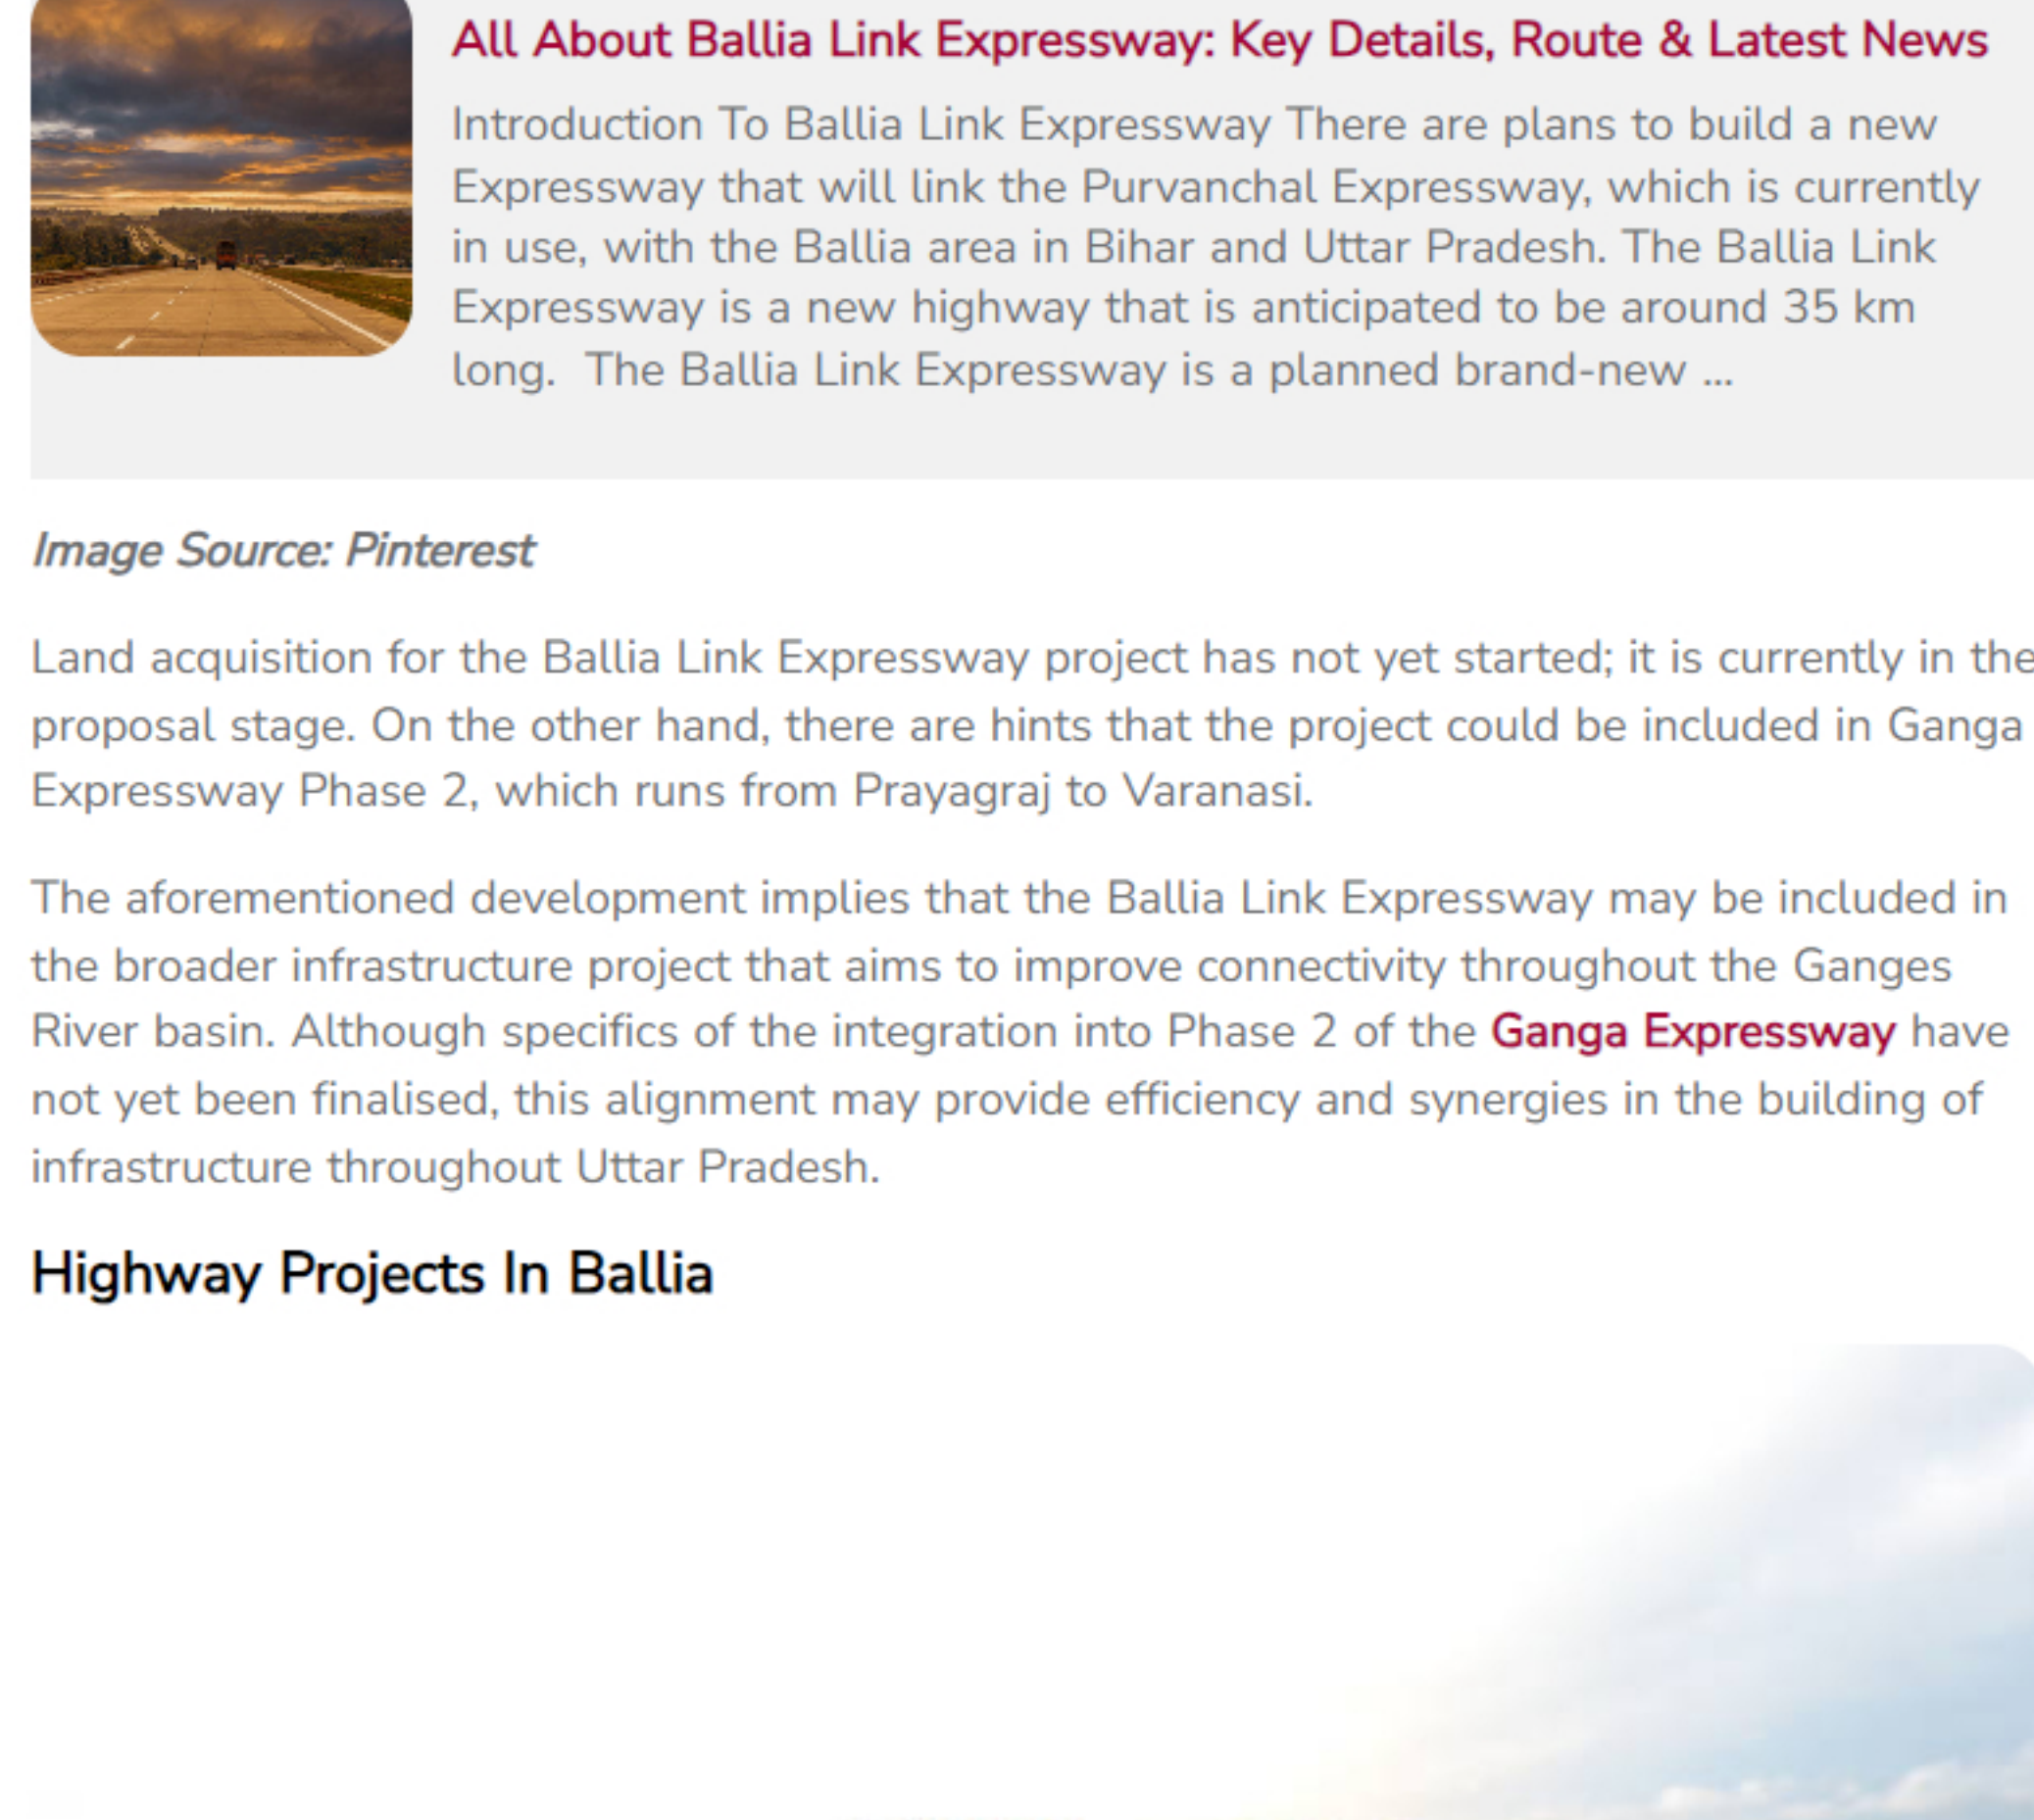 All About Ballia Link Expressway: Key Details, Route & Latest News
Introduction To Ballia Link Expressway There are plans to build a new
Expressway that will link the Purvanchal Expressway, which is currently
in use, with the Ballia area in Bihar and Uttar Pradesh. The Ballia Link
Expressway is a new highway that is anticipated to be around 35 km
long.  The Ballia Link Expressway is a planned brand-new ...
Image Source: Pinterest
Land acquisition for the Ballia Link Expressway project has not yet started; it is currently in the
proposal stage. On the other hand, there are hints that the project could be included in Ganga
Expressway Phase 2, which runs from Prayagraj to Varanasi.
The aforementioned development implies that the Ballia Link Expressway may be included in
the broader infrastructure project that aims to improve connectivity throughout the Ganges
River basin. Although specifics of the integration into Phase 2 of the Ganga Expressway have
not yet been finalised, this alignment may provide efficiency and synergies in the building of
infrastructure throughout Uttar Pradesh.
Highway Projects In Ballia